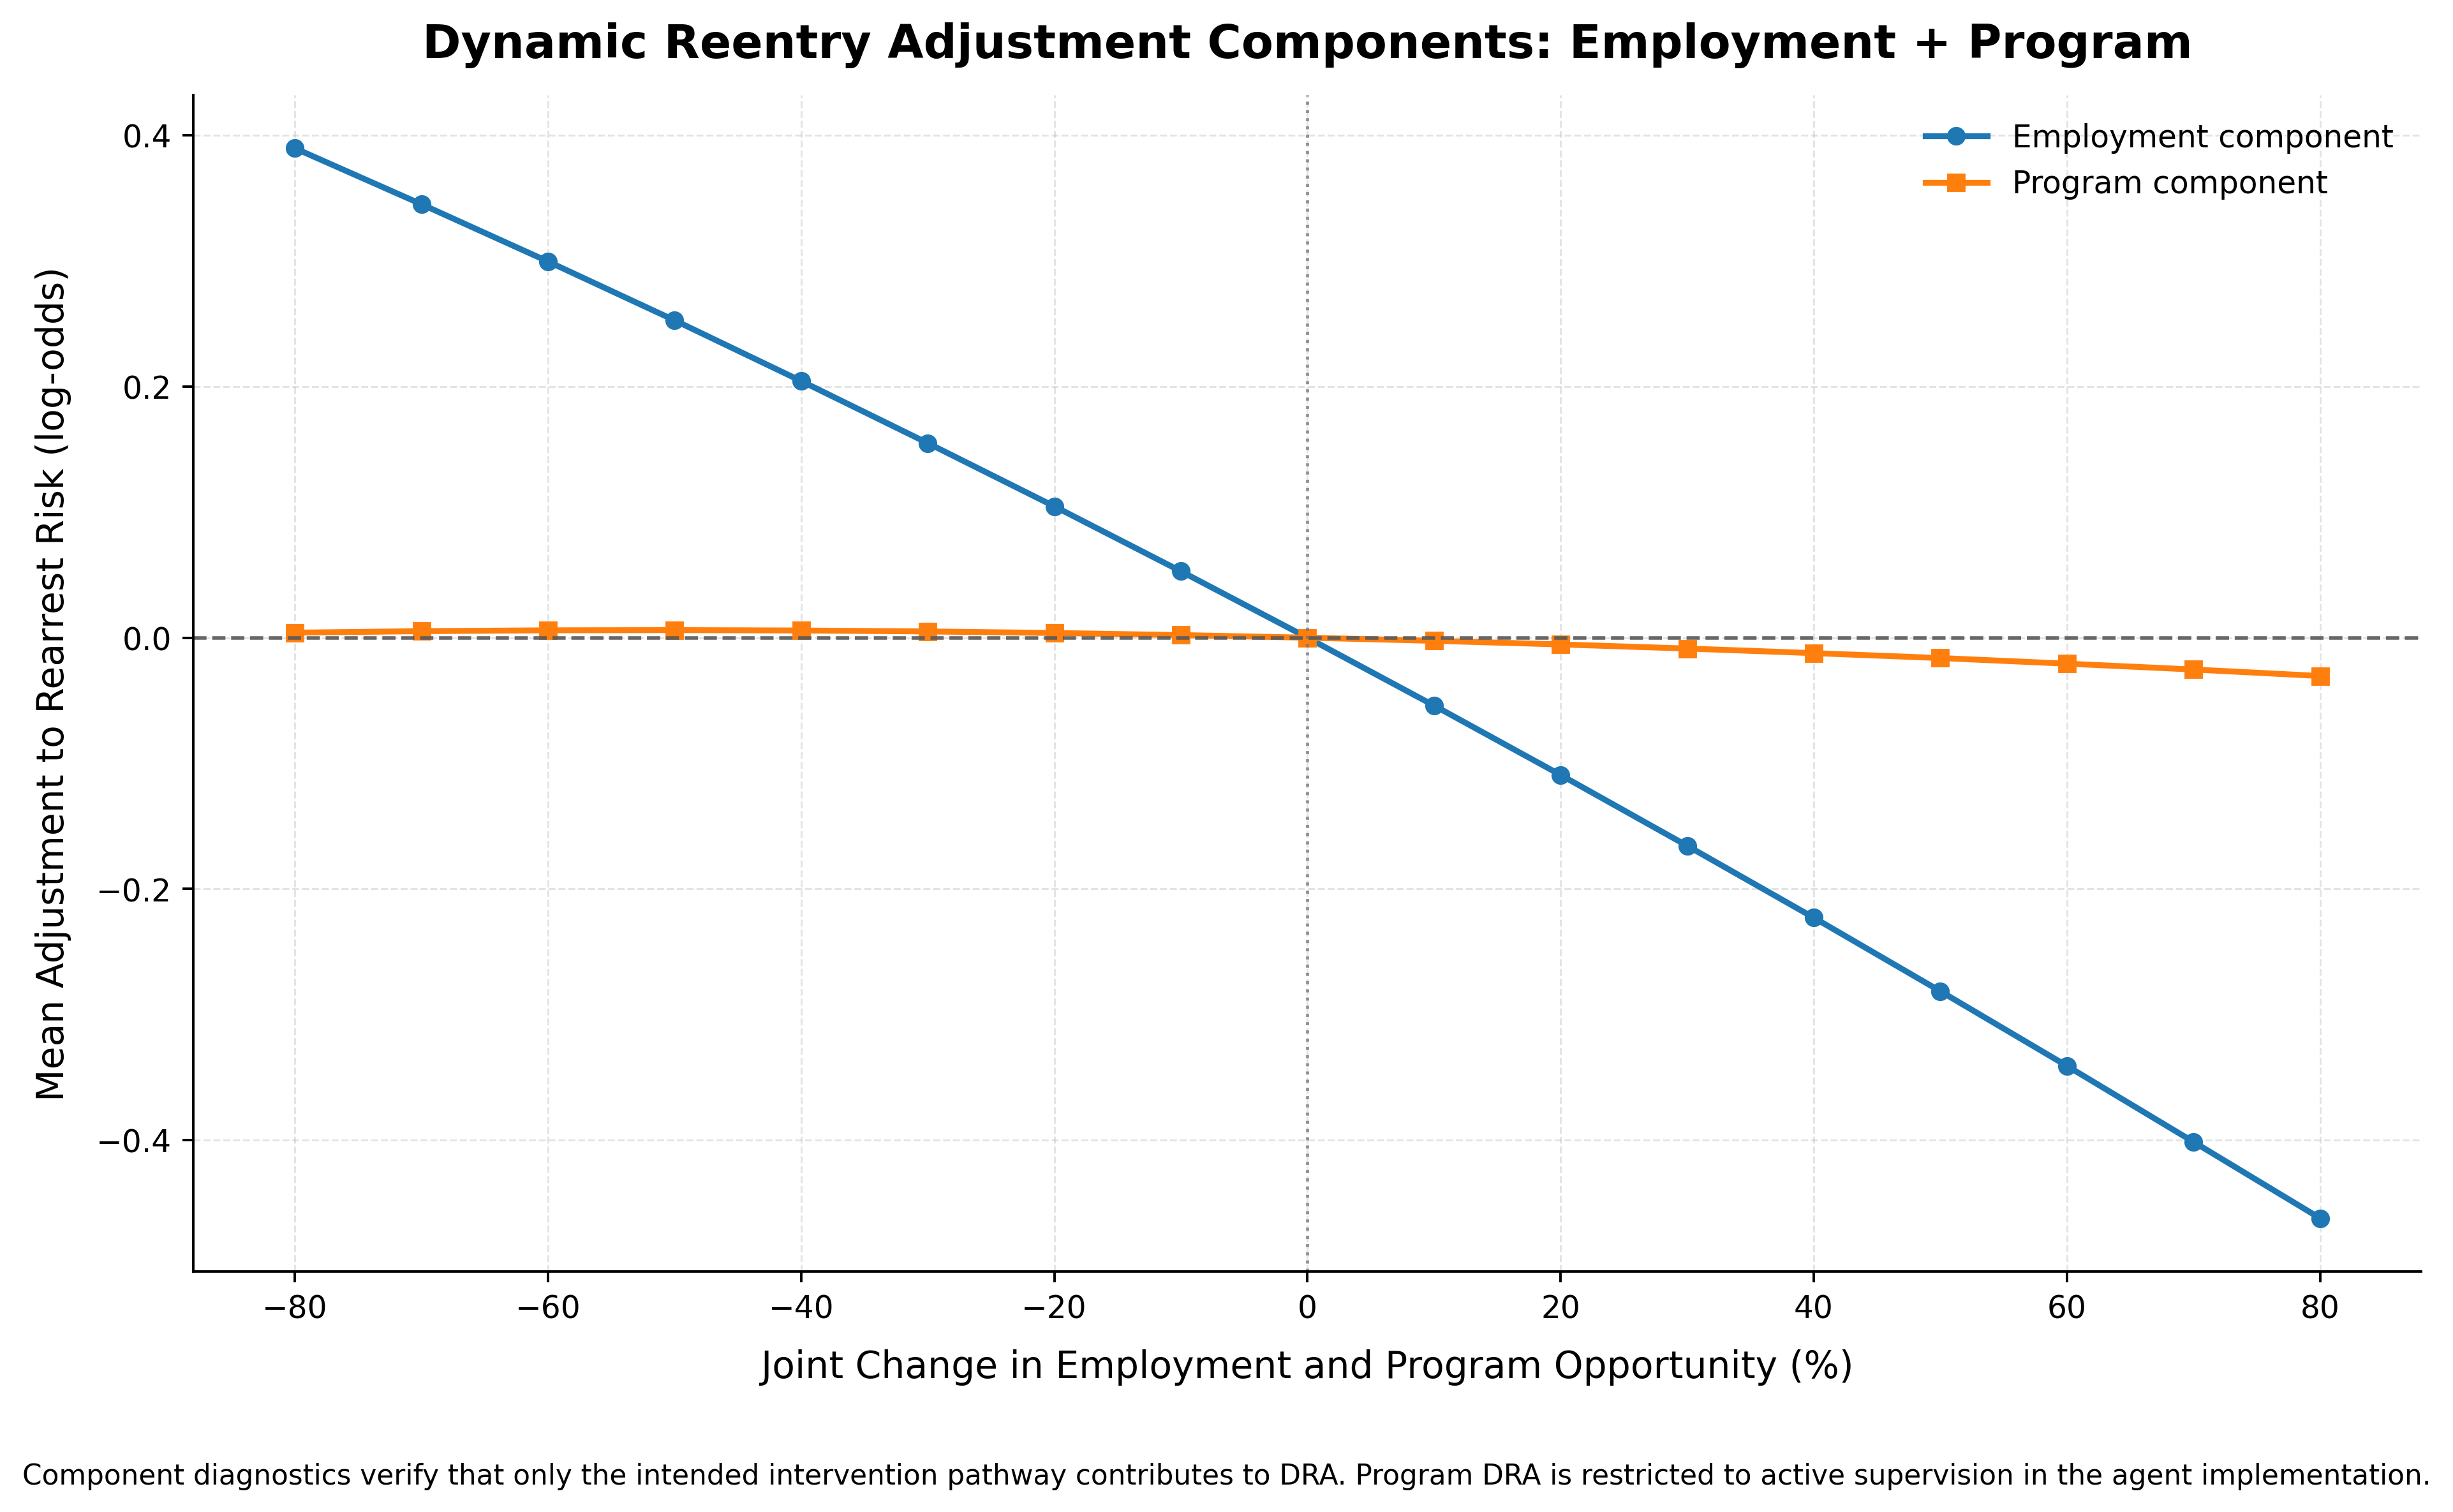 Dynamic Reentry Adjustment Components: Employment + Program
Employment component
Program component
Mean Adjustment to Rearrest Risk (log-odds)
0.4
0.2
0.0
−0.2
−0.4
−80
−60
−40
−20
0
20
40
60
80
Joint Change in Employment and Program Opportunity (%)
Component diagnostics verify that only the intended intervention pathway contributes to DRA. Program DRA is restricted to active supervision in the agent implementation.